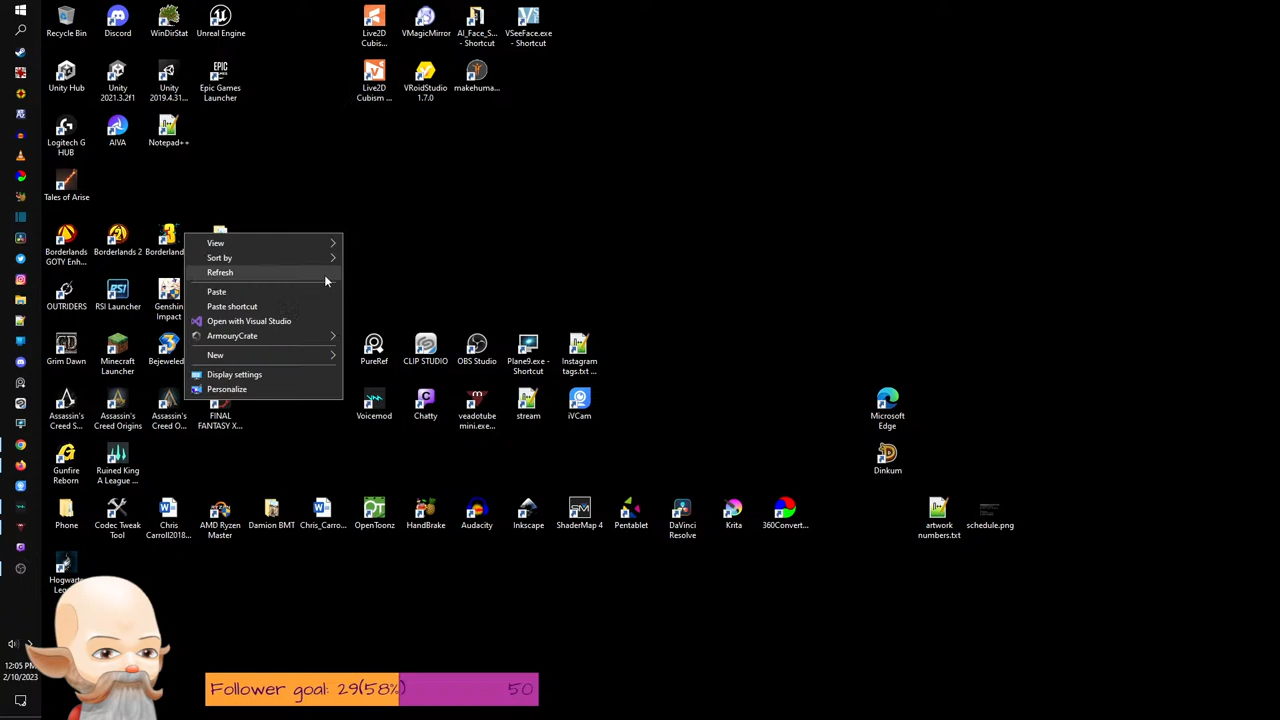 Recycle Bin
Discord
WinDirStat
Unreal Engine
Live2D
Cubis...
VMagicMirror
AI_Face_S...
- Shortcut
VSeeFace.exe
- Shortcut
Unity Hub
Unity
2021.3.2f1
Unity
2019.4.31...
EPIC
GAMES
Epic Games
Launcher
Live2D
Cubism ...
VRoidStudio
1.7.0
makehuma...
Logitech G
HUB
AIVA
Notepad++
Tales of Arise
Borderlands
GOTY Enh...
Borderlands 2
Borderland
View
Sort by
Refresh
Paste
Paste shortcut
Open with Visual Studio
ArmouryCrate
New
Display settings
Personalize
OUTRIDERS
RSI
RSI Launcher
Genshin
Impact
GD
Grim Dawn
Minecraft
Launcher
Bejeweled
PureRef
CLIP STUDIO
OBS Studio
Plane9.exe -
Shortcut
Instagram
tags.txt ...
Assassin's
Creed S...
Assassin's
Creed Origins
Assassin's
Creed O...
FINAL
FANTASY X...
Voicemod
Chatty
veadotube
mini.exe...
stream
iVCam
Microsoft
Edge
Gunfire
Reborn
Ruined King
A League ...
Dinkum
Phone
Codec Tweak
Tool
Chris
Carroll2018...
AMD Ryzen
Master
Damion BMT
Chris_Carro...
OpenToonz
HandBrake
Audacity
Inkscape
SM
ShaderMap 4
Pentablet
DaVinci
Resolve
Krita
360Convert...
artwork
numbers.txt
schedule.png
Hogwarts
12:05 PM
2/10/2023
Follower goal: 29(58%)
50